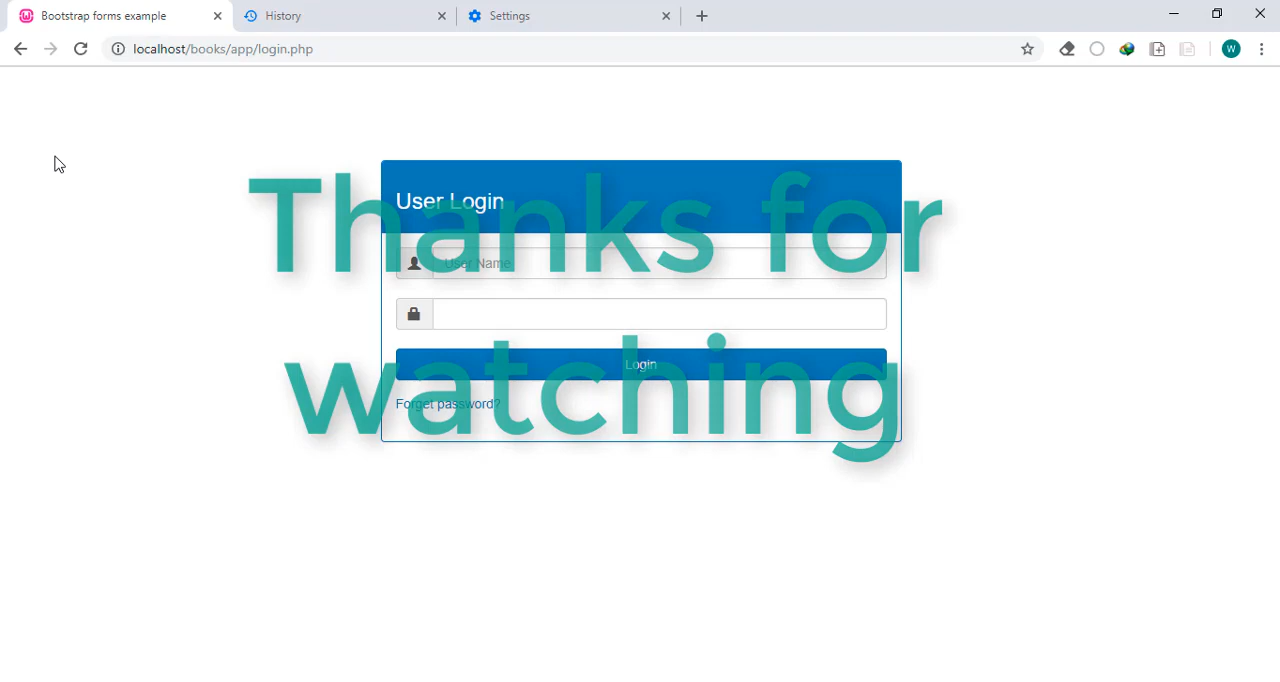 Bootstrap forms example
History
Settings
localhost/books/app/login.php
W
User Login
Thanks for
User Name
Login
watching
Forget password?